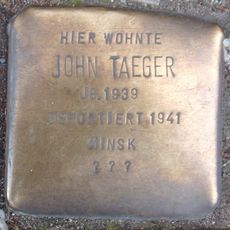 HIER WOHNTE
JOHN TAEGER
JG. 1939
DEPORTIERT 1941
MINSK
? ? ?